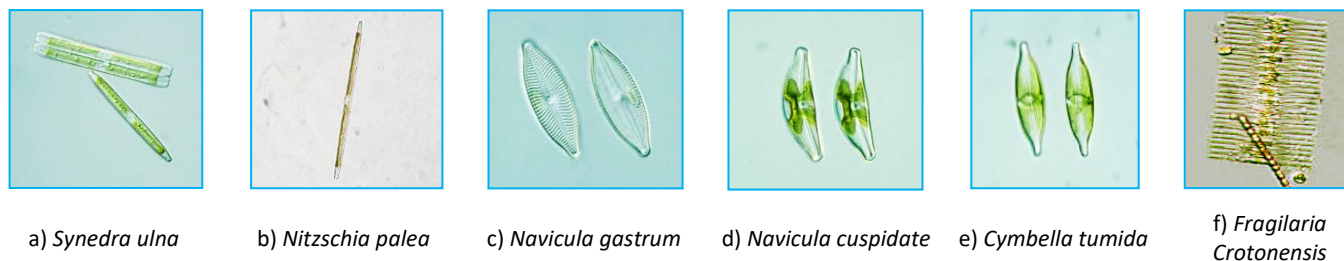 a) Synedra ulna
b) Nitzschia palea
c) Navicula gastrum
d) Navicula cuspidate
e) Cymbella tumida
f) Fragilaria
Crotonensis